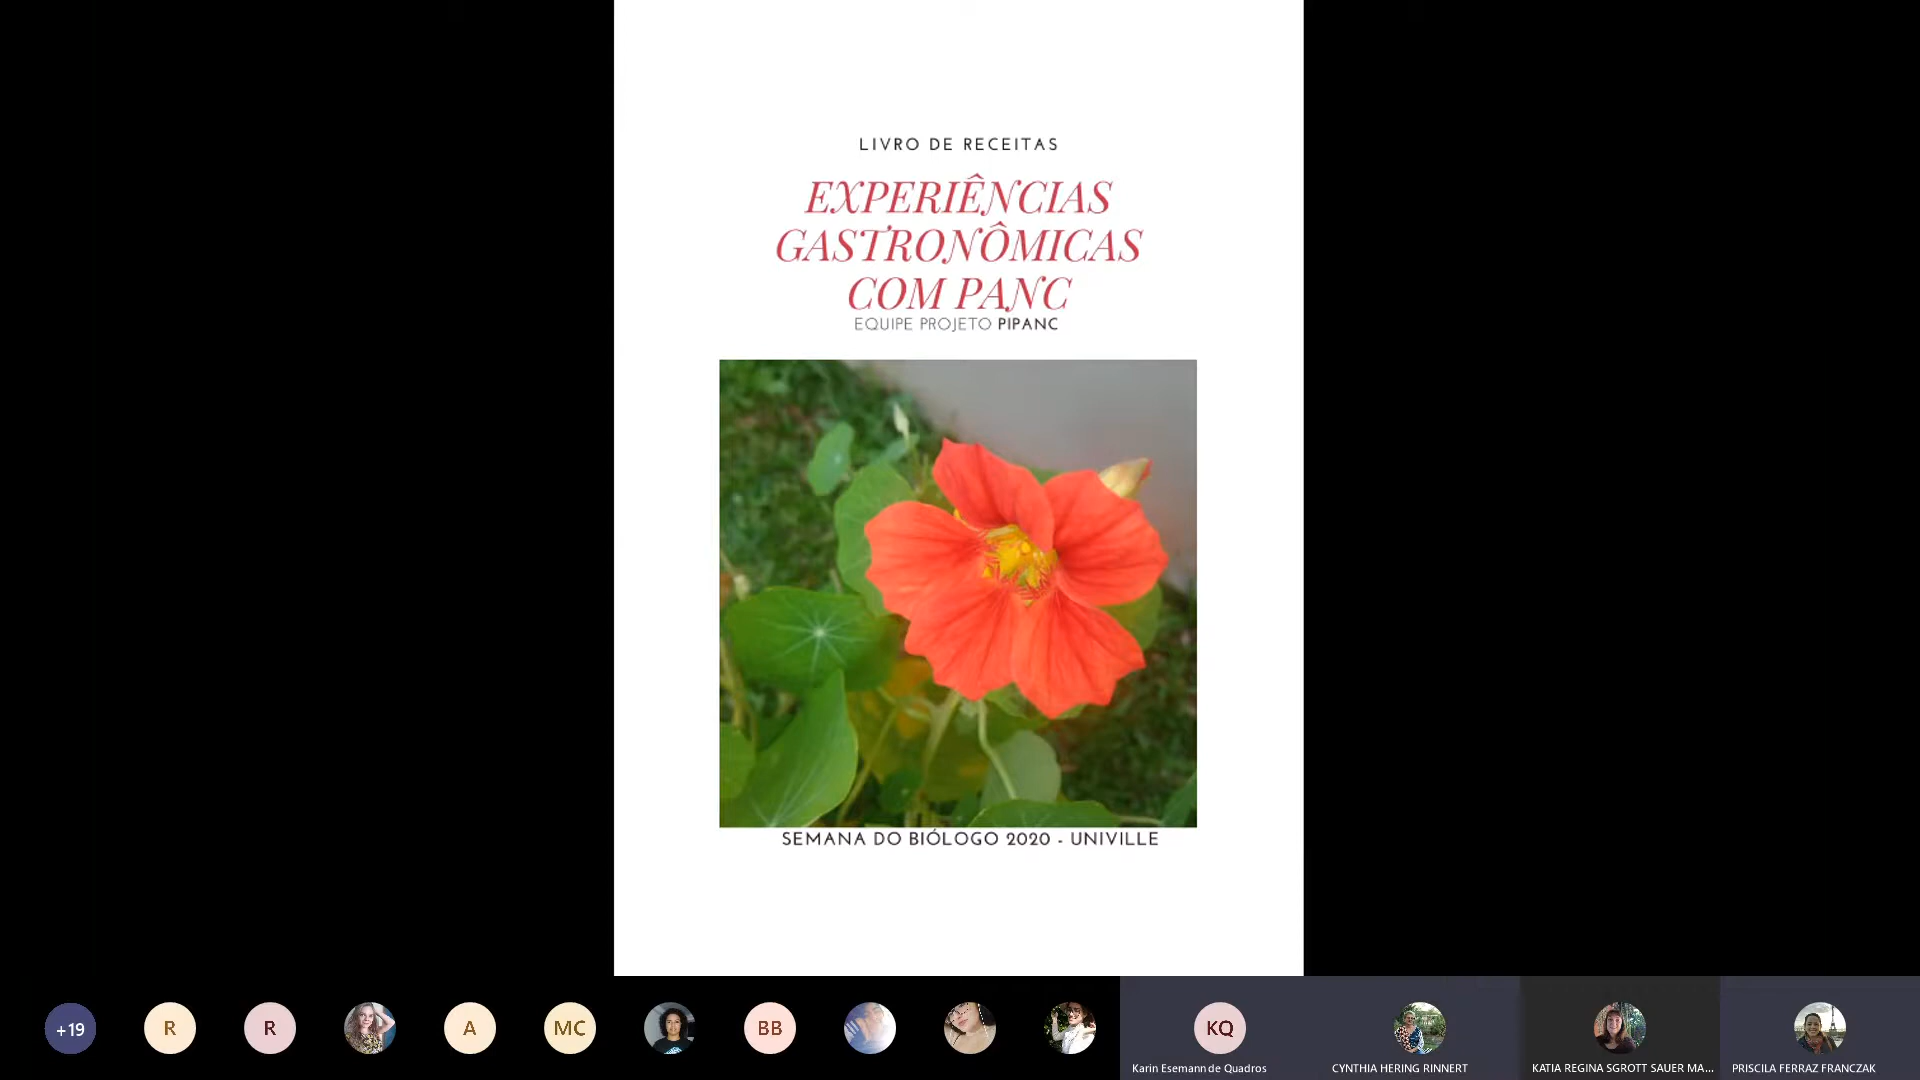 LIVRO DE RECEITAS
EXPERIÊNCIAS
GASTRONÔMICAS
COM PANC
EQUIPE PROJETO PIPANC
SEMANA DO BIÓLOGO 2020 - UNIVILLE
+19
R
R
A
MC
BB
KQ
Karin Esemann de Quadros
CYNTHIA HERING RINNERT
KATIA REGINA SGROTT SAUER MA...
PRISCILA FERRAZ FRANCZAK